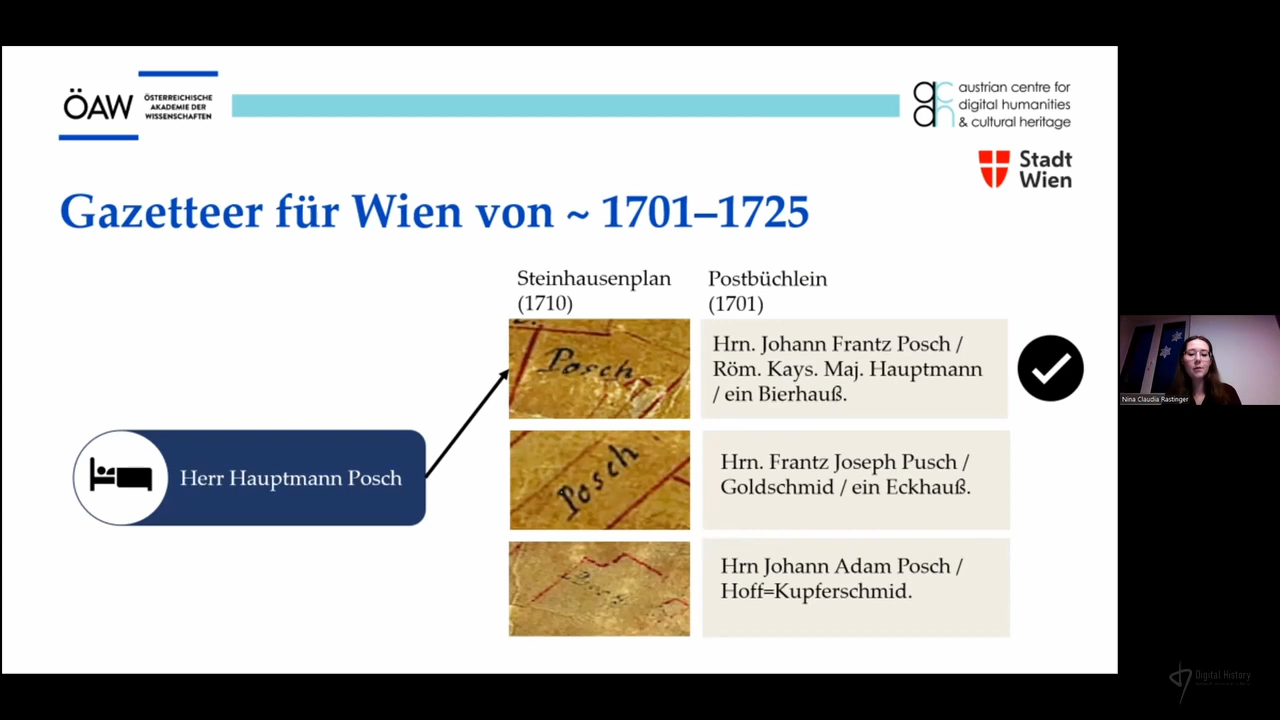 ÖAW
ÖSTERREICHISCHE
AKADEMIE DER
WISSENSCHAFTEN
austrian centre for
digital humanities
& cultural heritage
Stadt
Wien
Gazetteer für Wien von ~ 1701–1725
Steinhausenplan
(1710)
Postbüchlein
(1701)
Posch
Hrn. Johann Frantz Posch /
Röm. Kays. Maj. Hauptmann
/ ein Bierhauß.
Herr Hauptmann Posch
Posch
Hrn. Frantz Joseph Pusch /
Goldschmid / ein Eckhauß.
Hrn Johann Adam Posch /
Hoff=Kupferschmid.
Nina Claudia Rastinger
Digital History